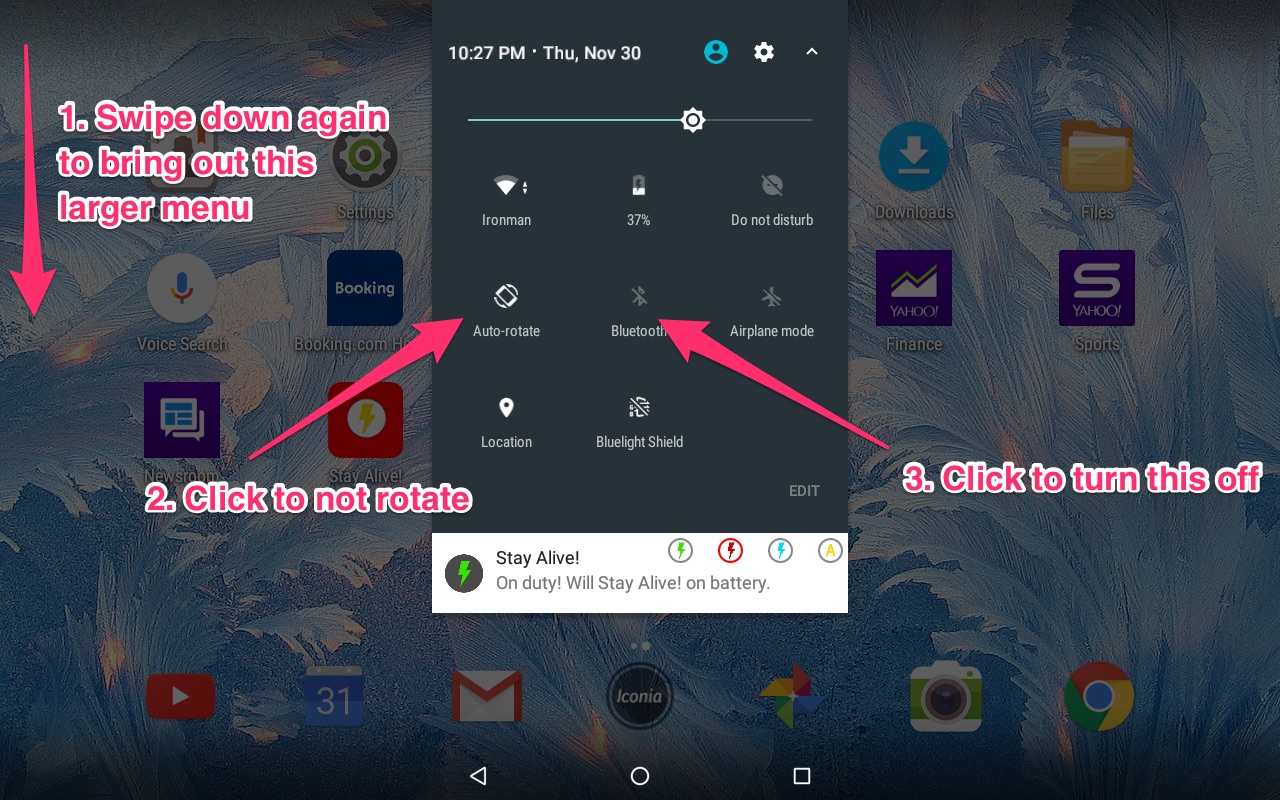 10:27 PM · Thu, Nov 30
1. Swipe down again
to bring out this
larger menu
Settings
Downloads
Files
Ironman
37%
Do not disturb
Booking
YAHOO!
YAHOO!
Voice Search
Booking.com Ho
Auto-rotate
Bluetooth
Airplane mode
Finance
Sports
Location
Bluelight Shield
Newsroom
Stay Alive!
2. Click to not rotate
3. Click to turn this off
EDIT
Stay Alive!
A
On duty! Will Stay Alive! on battery.
31
Iconia